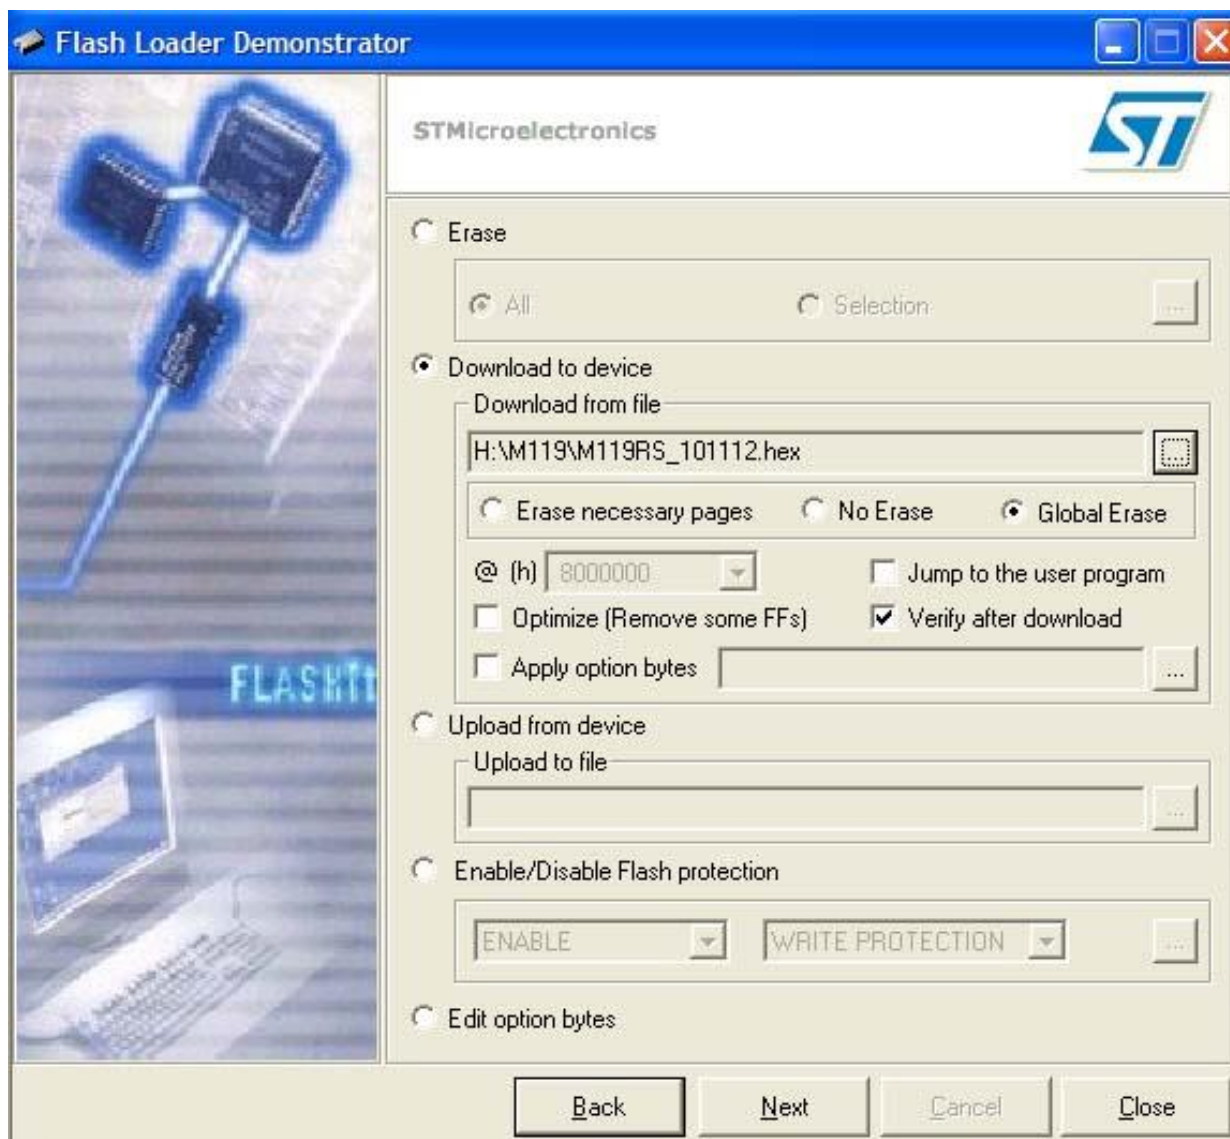 Flash Loader Demonstrator
STMicroelectronics
ST
Erase
All Selection ...
Download to device
Download from file
H:\M119\M119RS_101112.hex ...
Erase necessary pages No Erase Global Erase
@ (h) 8000000 Jump to the user program
Optimize (Remove some FFs) Verify after download
Apply option bytes ...
FLASH
Upload from device
Upload to file
...
Enable/Disable Flash protection
ENABLE WRITE PROTECTION ...
Edit option bytes
Back Next Cancel Close